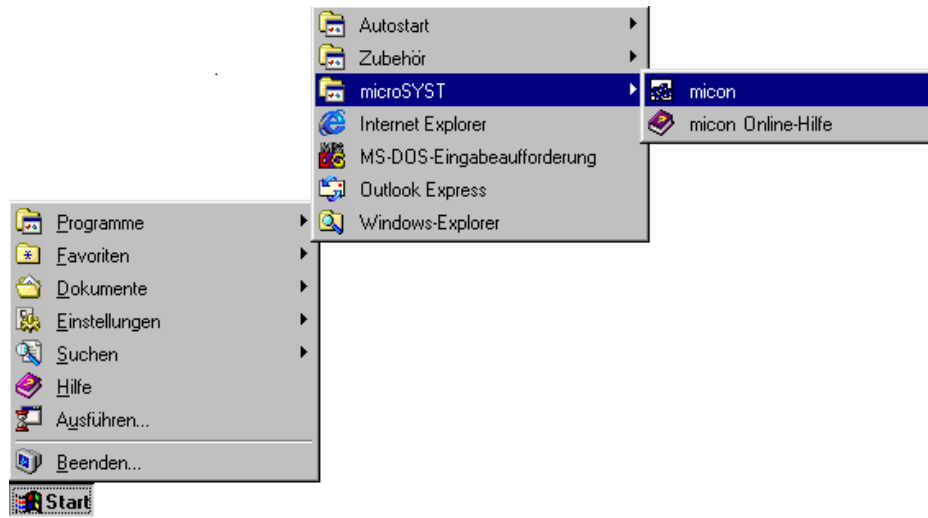 Autostart
Zubehör
microSYST
Internet Explorer
MS-DOS-Eingabeaufforderung
Outlook Express
Windows-Explorer
micon
micon Online-Hilfe
Programme
Favoriten
Dokumente
Einstellungen
Suchen
Hilfe
Ausführen...
Beenden...
Start